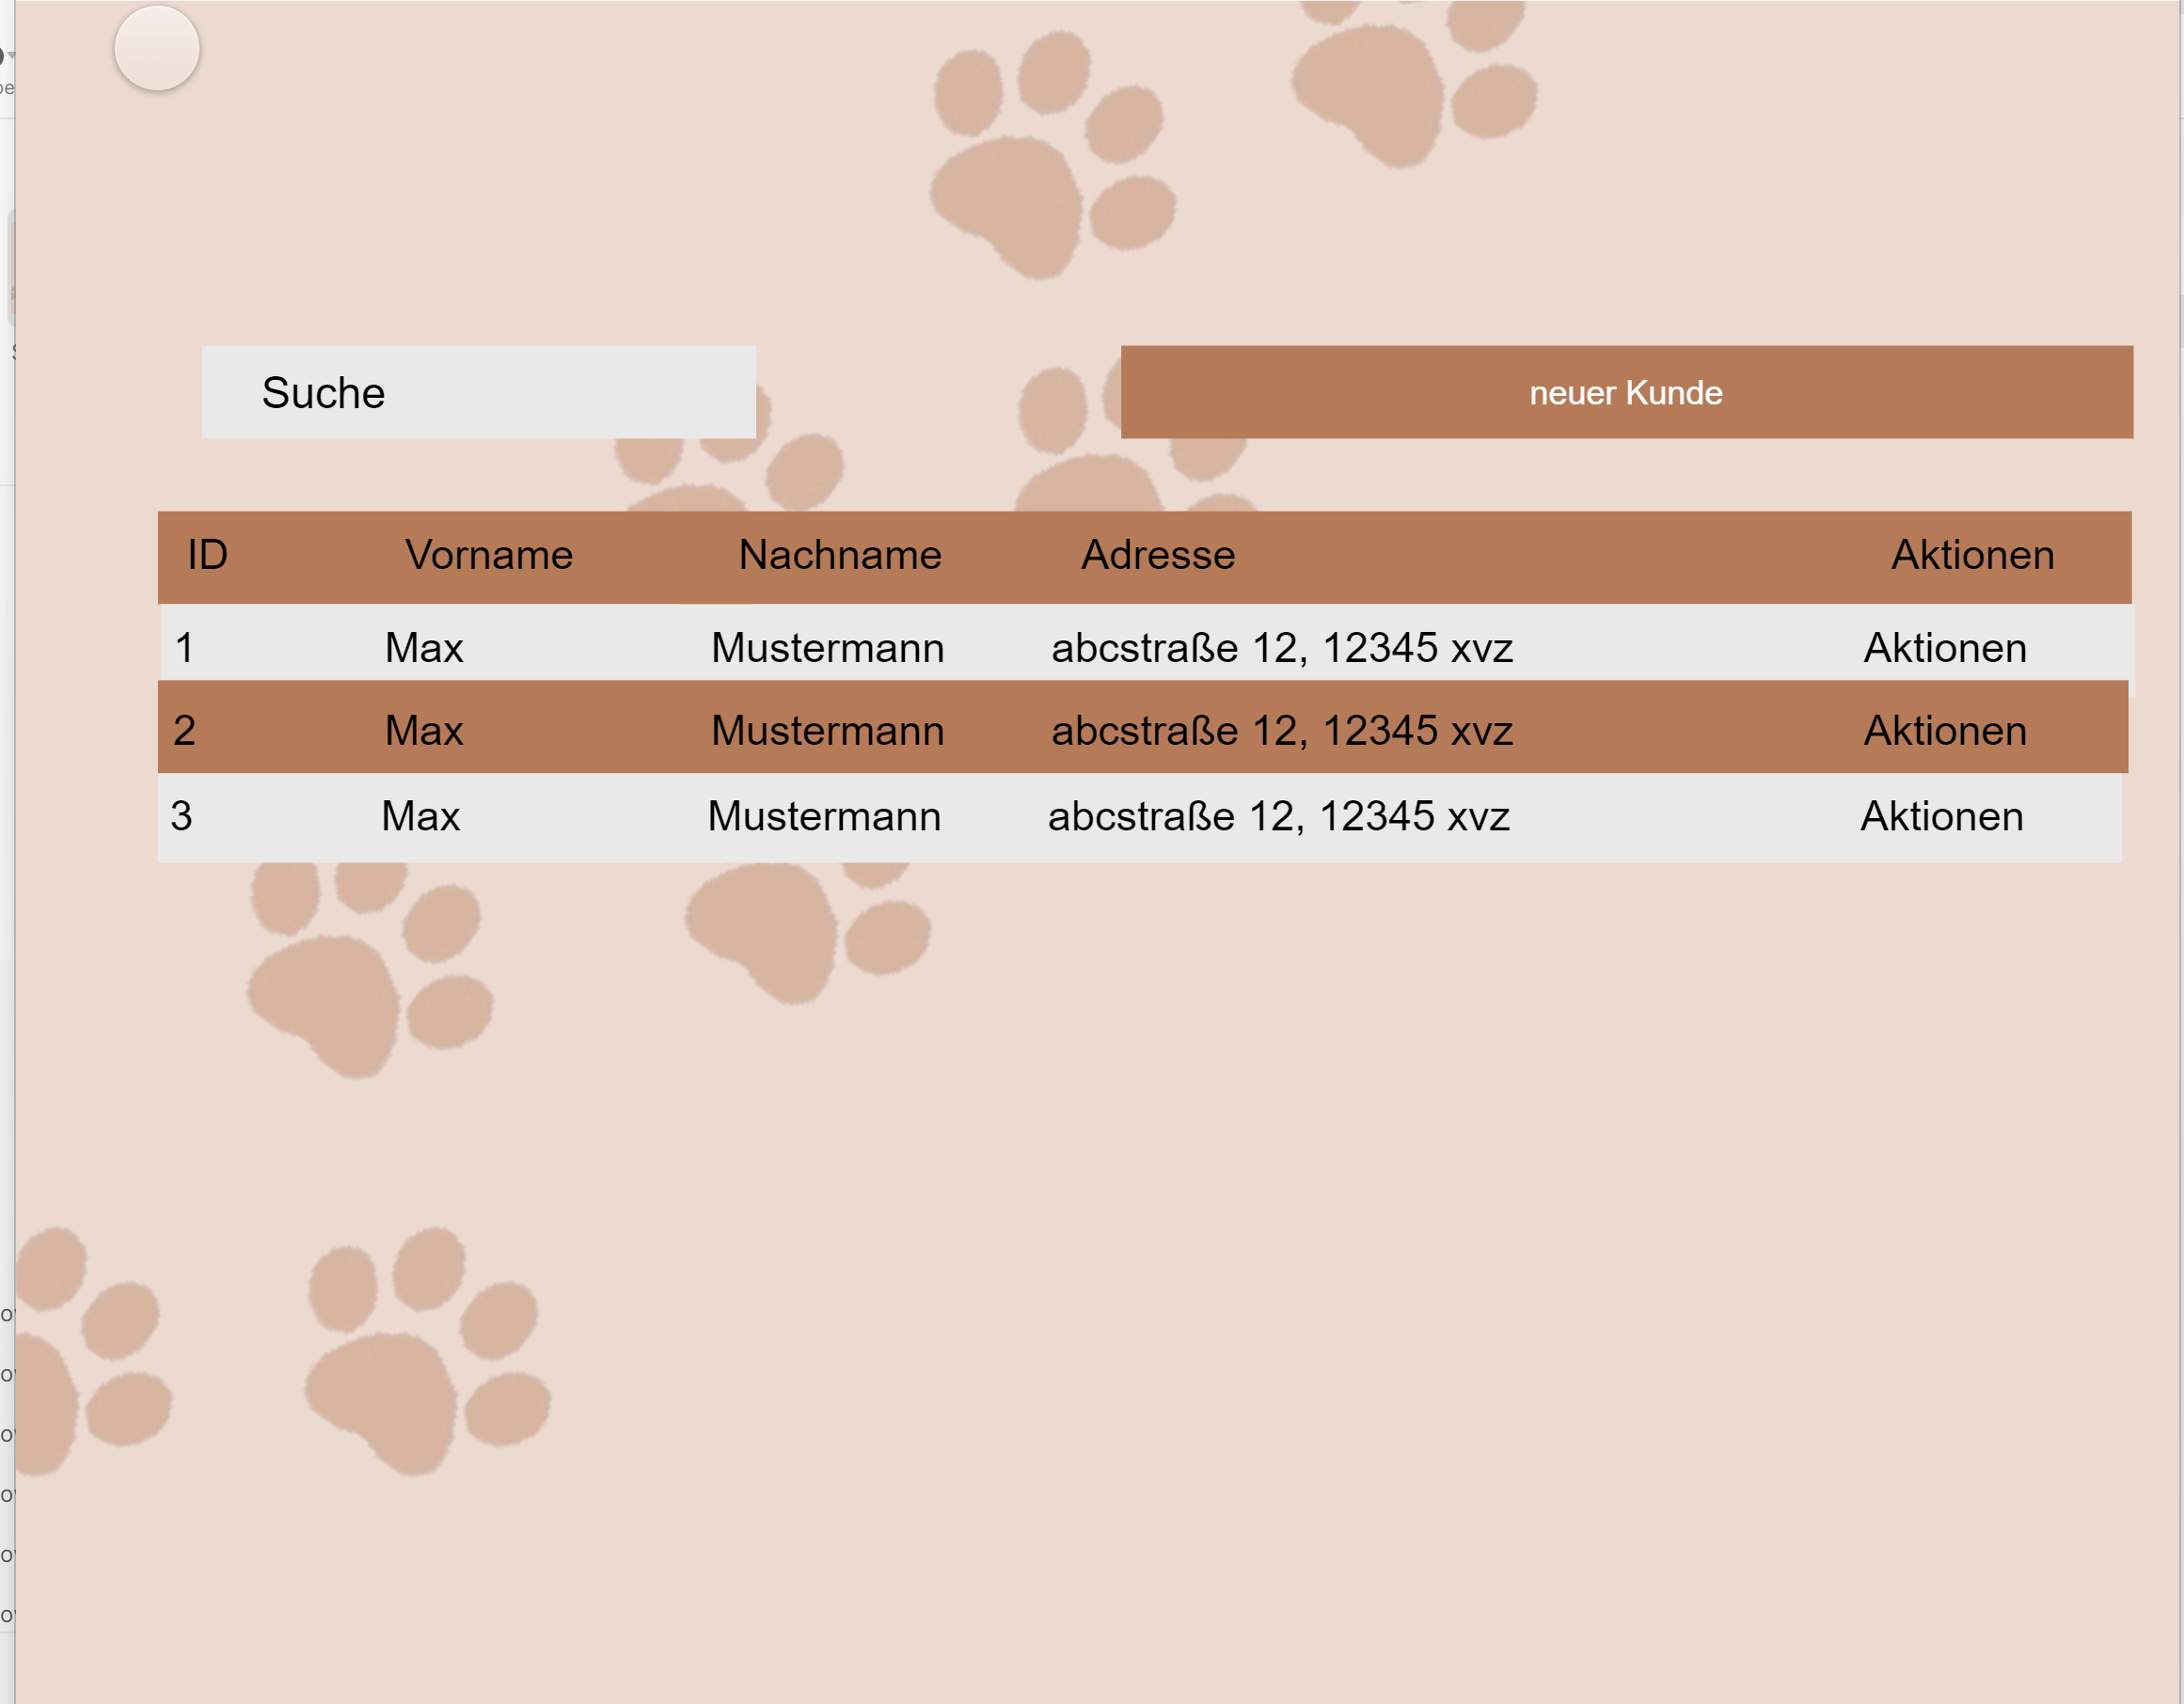 Suche
neuer Kunde
ID Vorname Nachname Adresse Aktionen
1 Max Mustermann abcstraße 12, 12345 xvz Aktionen
2 Max Mustermann abcstraße 12, 12345 xvz Aktionen
3 Max Mustermann abcstraße 12, 12345 xvz Aktionen